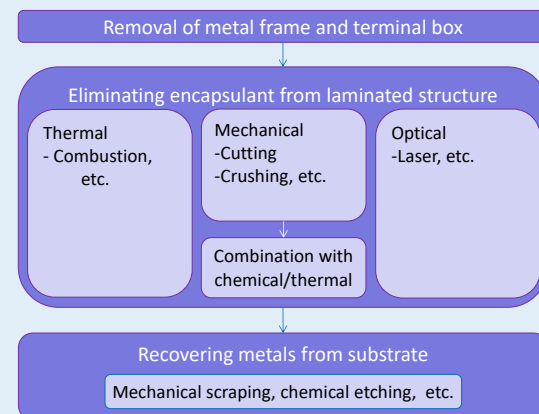 Removal of metal frame and terminal box
Eliminating encapsulant from laminated structure
Thermal
- Combustion,
etc.
Mechanical
-Cutting
-Crushing, etc.
Combination with
chemical/thermal
Optical
-Laser, etc.
Recovering metals from substrate
Mechanical scraping, chemical etching, etc.